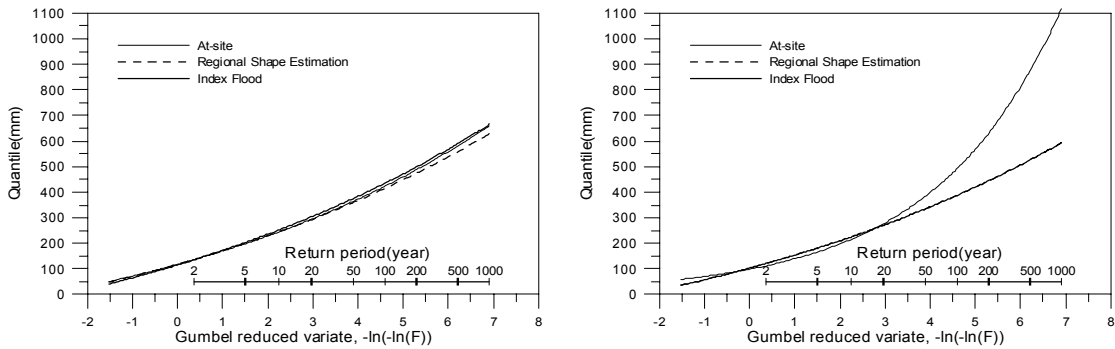 1100
1000
900
800
700
600
500
400
300
200
100
0
Quantile(mm)
At-site
Regional Shape Estimation
Index Flood
Return period(year)
2 5 10 20 50 100 200 500 1000
-2 -1 0 1 2 3 4 5 6 7 8
Gumbel reduced variate, -ln(-ln(F))
1100
1000
900
800
700
600
500
400
300
200
100
0
Quantile(mm)
At-site
Regional Shape Estimation
Index Flood
Return period(year)
2 5 10 20 50 100 200 500 1000
-2 -1 0 1 2 3 4 5 6 7 8
Gumbel reduced variate, -ln(-ln(F))